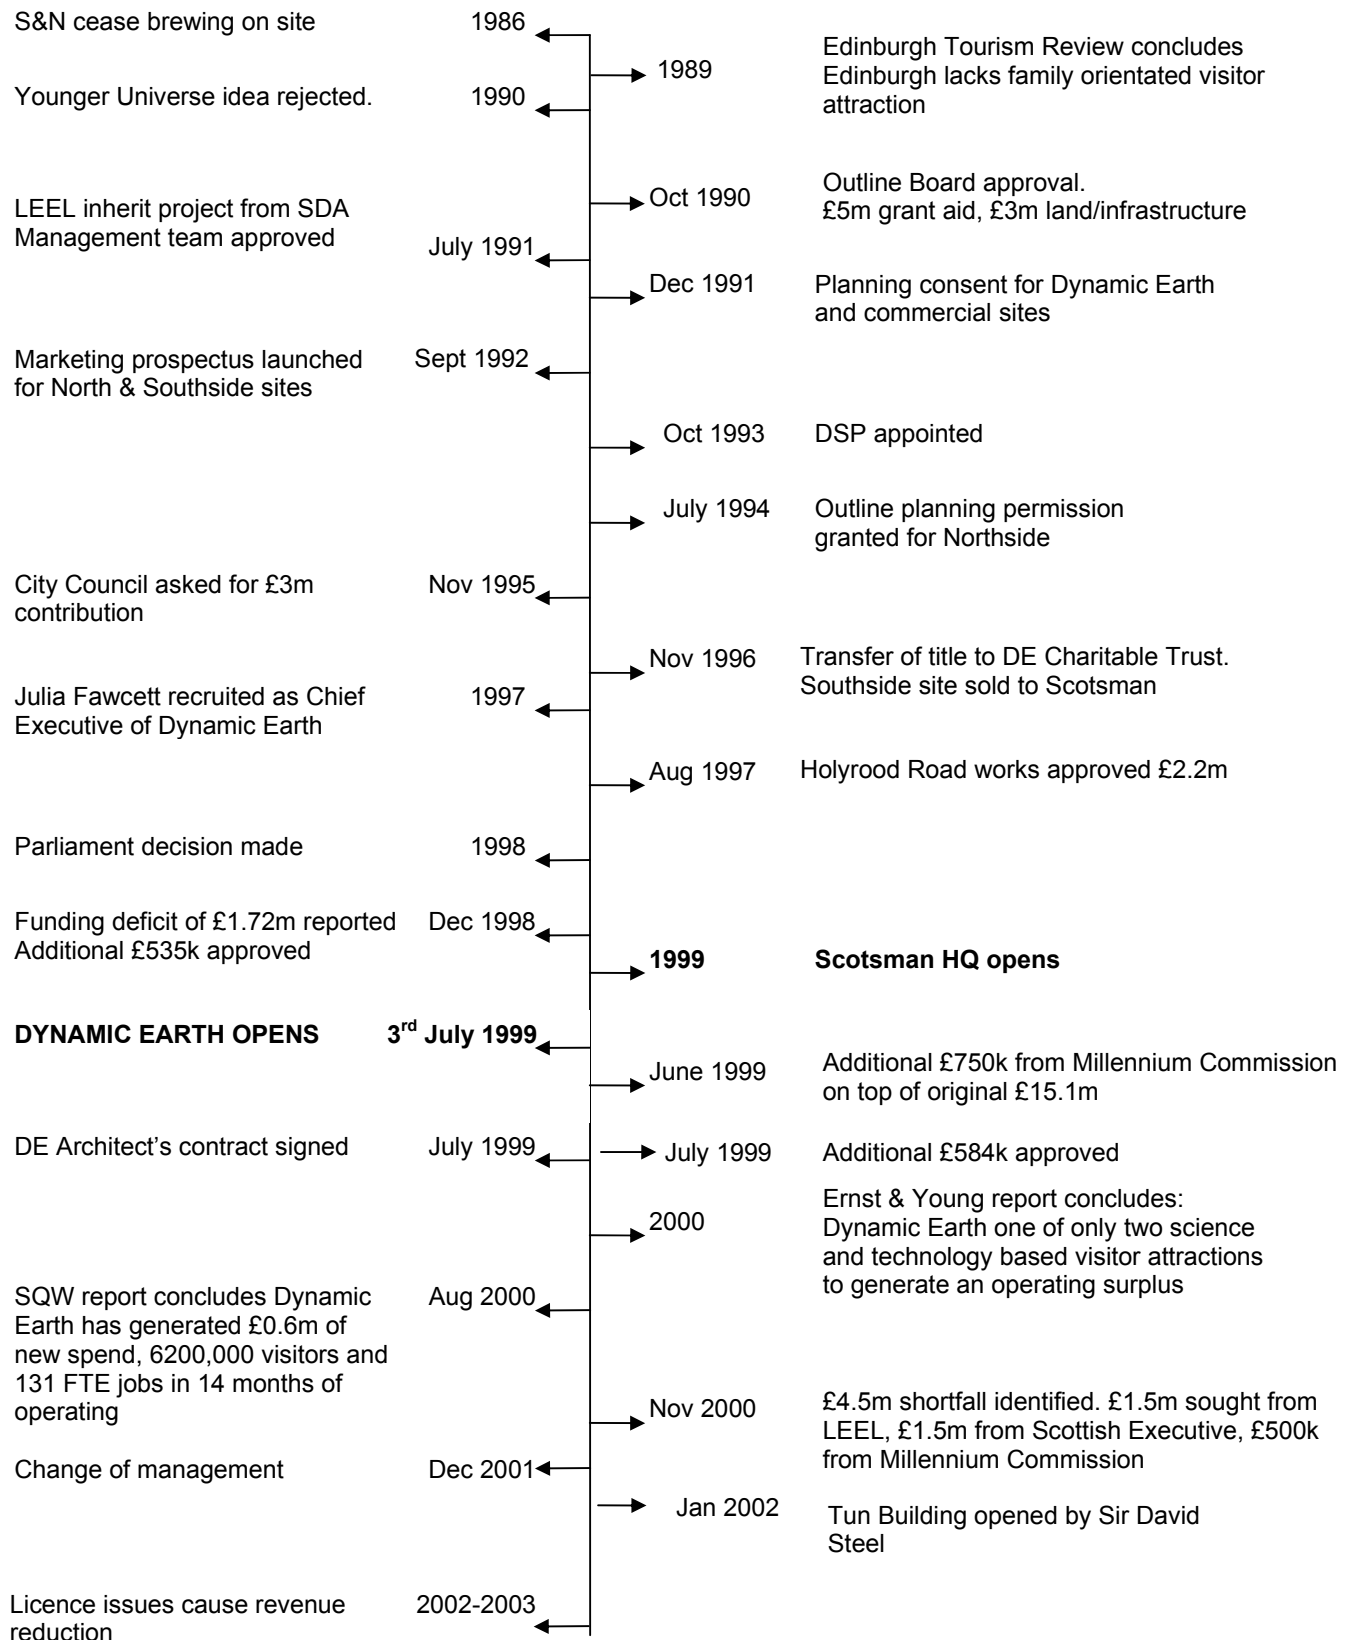 S&N cease brewing on site 1986
1989 Edinburgh Tourism Review concludes
Edinburgh lacks family orientated visitor
attraction
Younger Universe idea rejected. 1990
Oct 1990 Outline Board approval.
£5m grant aid, £3m land/infrastructure
LEEL inherit project from SDA
Management team approved
July 1991
Dec 1991 Planning consent for Dynamic Earth
and commercial sites
Marketing prospectus launched Sept 1992
for North & Southside sites
Oct 1993 DSP appointed
July 1994 Outline planning permission
granted for Northside
City Council asked for £3m Nov 1995
contribution
Nov 1996 Transfer of title to DE Charitable Trust.
Southside site sold to Scotsman
Julia Fawcett recruited as Chief 1997
Executive of Dynamic Earth
Aug 1997 Holyrood Road works approved £2.2m
Parliament decision made 1998
Funding deficit of £1.72m reported Dec 1998
Additional £535k approved
1999 Scotsman HQ opens
DYNAMIC EARTH OPENS 3rd July 1999
June 1999 Additional £750k from Millennium Commission
on top of original £15.1m
DE Architect’s contract signed July 1999
July 1999 Additional £584k approved
2000 Ernst & Young report concludes:
Dynamic Earth one of only two science
and technology based visitor attractions
to generate an operating surplus
SQW report concludes Dynamic Aug 2000
Earth has generated £0.6m of
new spend, 6200,000 visitors and
131 FTE jobs in 14 months of
operating
Nov 2000 £4.5m shortfall identified. £1.5m sought from
LEEL, £1.5m from Scottish Executive, £500k
from Millennium Commission
Change of management Dec 2001
Jan 2002 Tun Building opened by Sir David
Steel
Licence issues cause revenue 2002-2003
reduction